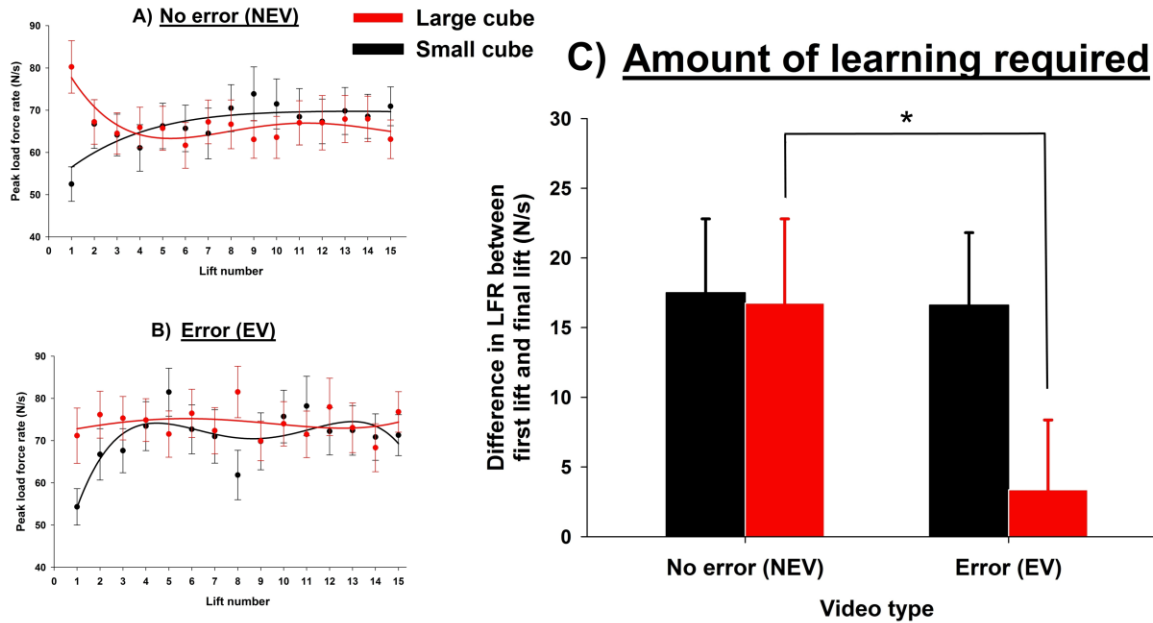 A) No error (NEV)
Large cube
Small cube
90
80
70
60
50
40
Peak load force rate (N/s)
0 1 2 3 4 5 6 7 8 9 10 11 12 13 14 15
Lift number
B) Error (EV)
90
80
70
60
50
40
Peak load force rate (N/s)
0 1 2 3 4 5 6 7 8 9 10 11 12 13 14 15
Lift number
C) Amount of learning required
Difference in LFR between
first lift and final lift (N/s)
30
25
20
15
10
5
0
*
No error (NEV) Error (EV)
Video type